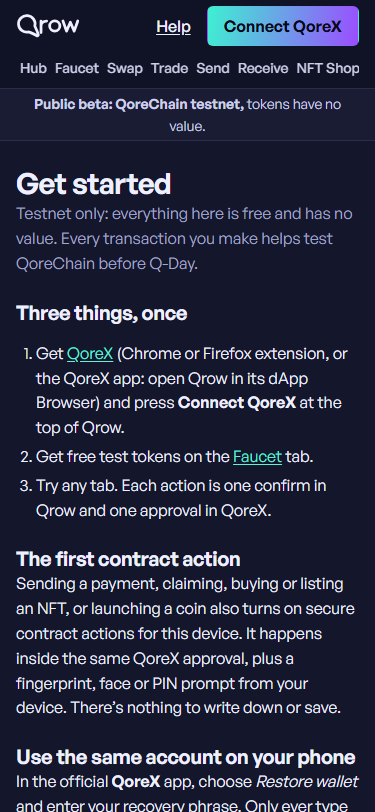 Qrow
Help
Connect QoreX
Hub Faucet Swap Trade Send Receive NFT Shop
Public beta: QoreChain testnet, tokens have no
value.
Get started
Testnet only: everything here is free and has no
value. Every transaction you make helps test
QoreChain before Q-Day.
Three things, once
1. Get QoreX (Chrome or Firefox extension, or
the QoreX app: open Qrow in its dApp
Browser) and press Connect QoreX at the
top of Qrow.
2. Get free test tokens on the Faucet tab.
3. Try any tab. Each action is one confirm in
Qrow and one approval in QoreX.
The first contract action
Sending a payment, claiming, buying or listing
an NFT, or launching a coin also turns on secure
contract actions for this device. It happens
inside the same QoreX approval, plus a
fingerprint, face or PIN prompt from your
device. There’s nothing to write down or save.
Use the same account on your phone
In the official QoreX app, choose Restore wallet
and enter your recovery phrase. Only ever type